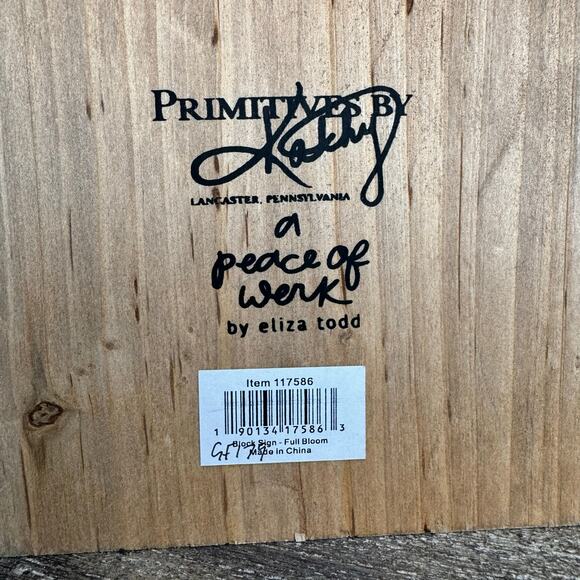 PRIMITIVES BY
Kathy
LANCASTER, PENNSYLVANIA
a
peace of
werk
by eliza todd
Item 117586
1 90134 17586 3
Block Sign - Full Bloom
Made in China